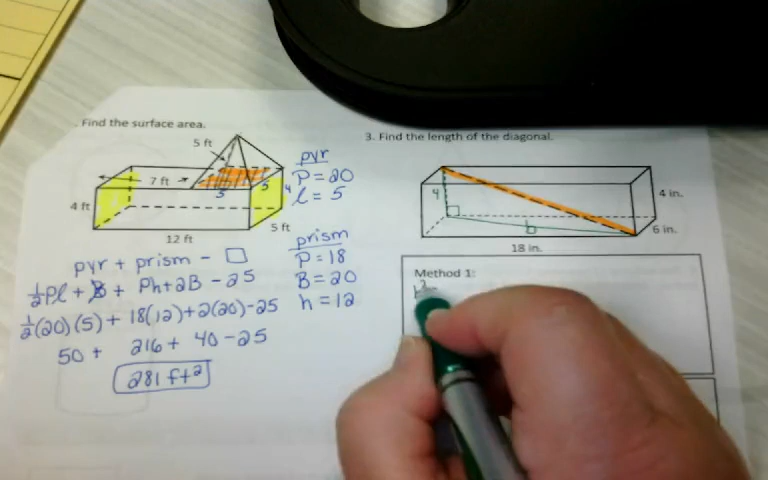 . Find the surface area.
5 ft
7 ft
4 ft
5
5
4
5 ft
12 ft
pyr
P = 20
l = 5
prism
P = 18
B = 20
h = 12
pyr + prism - □
½Pl + B + Ph + 2B - 25
½(20)(5) + 18(12) + 2(20) - 25
50 + 216 + 40 - 25
281 ft²
3. Find the length of the diagonal.
4
4 in.
6 in.
b
18 in.
Method 1:
b²=